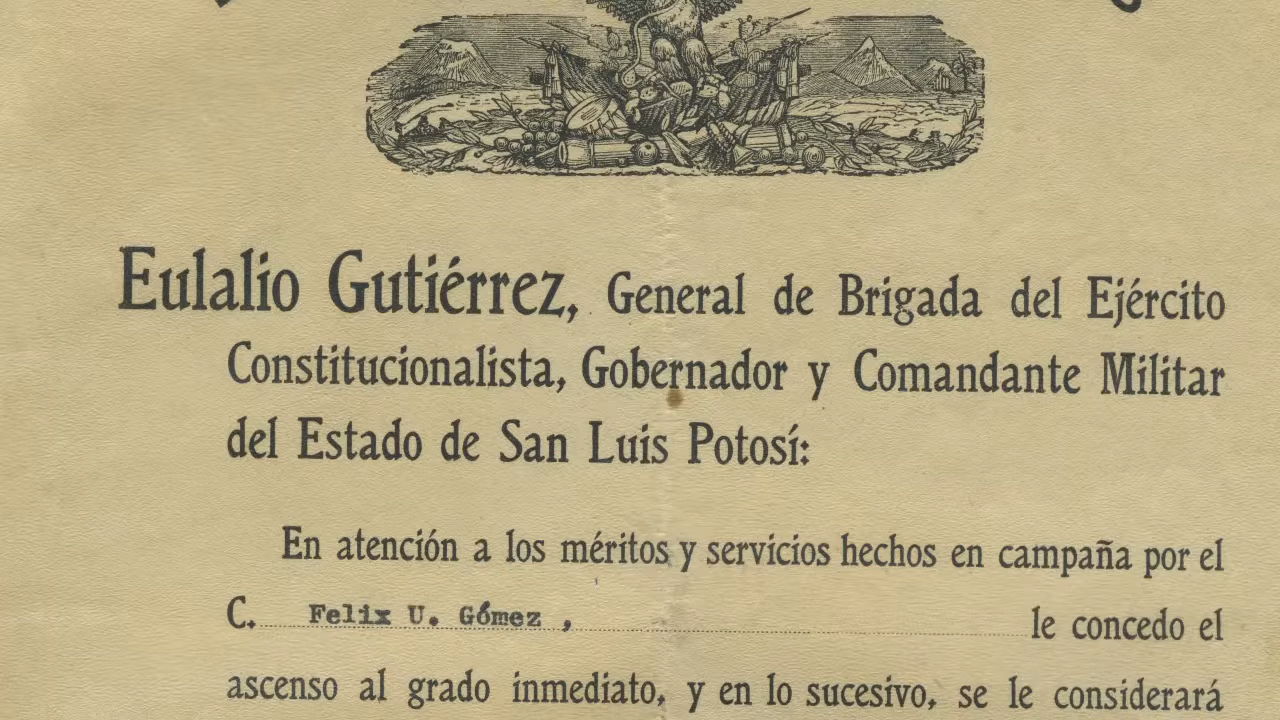 Eulalio Gutiérrez, General de Brigada del Ejército
Constitucionalista, Gobernador y Comandante Militar
del Estado de San Luis Potosí:
En atención a los méritos y servicios hechos en campaña por el
C. Felix U. Gómez , le concedo el
ascenso al grado inmediato, y en lo sucesivo, se le considerará